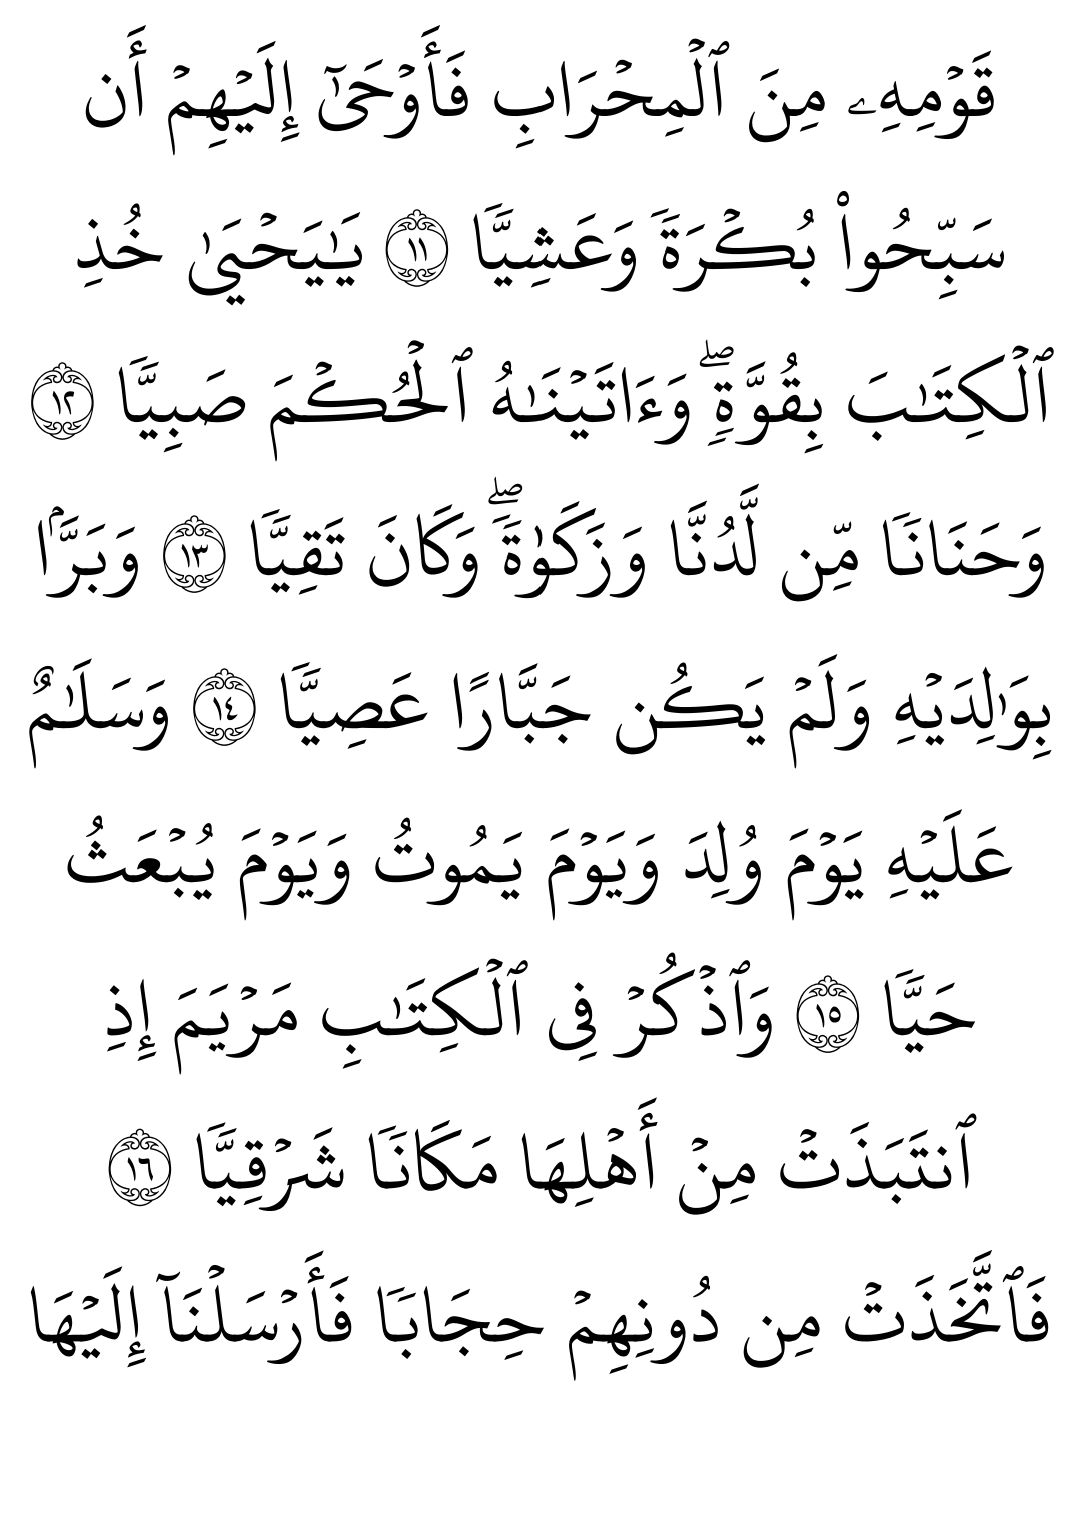 قَوۡمِهِۦ مِنَ ٱلۡمِحۡرَابِ فَأَوۡحَىٰٓ إِلَيۡهِمۡ أَن
سَبِّحُواْ بُكۡرَةٗ وَعَشِيّٗا ١١ يَٰيَحۡيَىٰ خُذِ
ٱلۡكِتَٰبَ بِقُوَّةٖۖ وَءَاتَيۡنَٰهُ ٱلۡحُكۡمَ صَبِيّٗا ١٢
وَحَنَانٗا مِّن لَّدُنَّا وَزَكَوٰةٗۖ وَكَانَ تَقِيّٗا ١٣ وَبَرَّۢا
بِوَٰلِدَيۡهِ وَلَمۡ يَكُن جَبَّارًا عَصِيّٗا ١٤ وَسَلَٰمٌ
عَلَيۡهِ يَوۡمَ وُلِدَ وَيَوۡمَ يَمُوتُ وَيَوۡمَ يُبۡعَثُ
حَيّٗا ١٥ وَٱذۡكُرۡ فِي ٱلۡكِتَٰبِ مَرۡيَمَ إِذِ
ٱنتَبَذَتۡ مِنۡ أَهۡلِهَا مَكَانٗا شَرۡقِيّٗا ١٦
فَٱتَّخَذَتۡ مِن دُونِهِمۡ حِجَابٗا فَأَرۡسَلۡنَآ إِلَيۡهَا